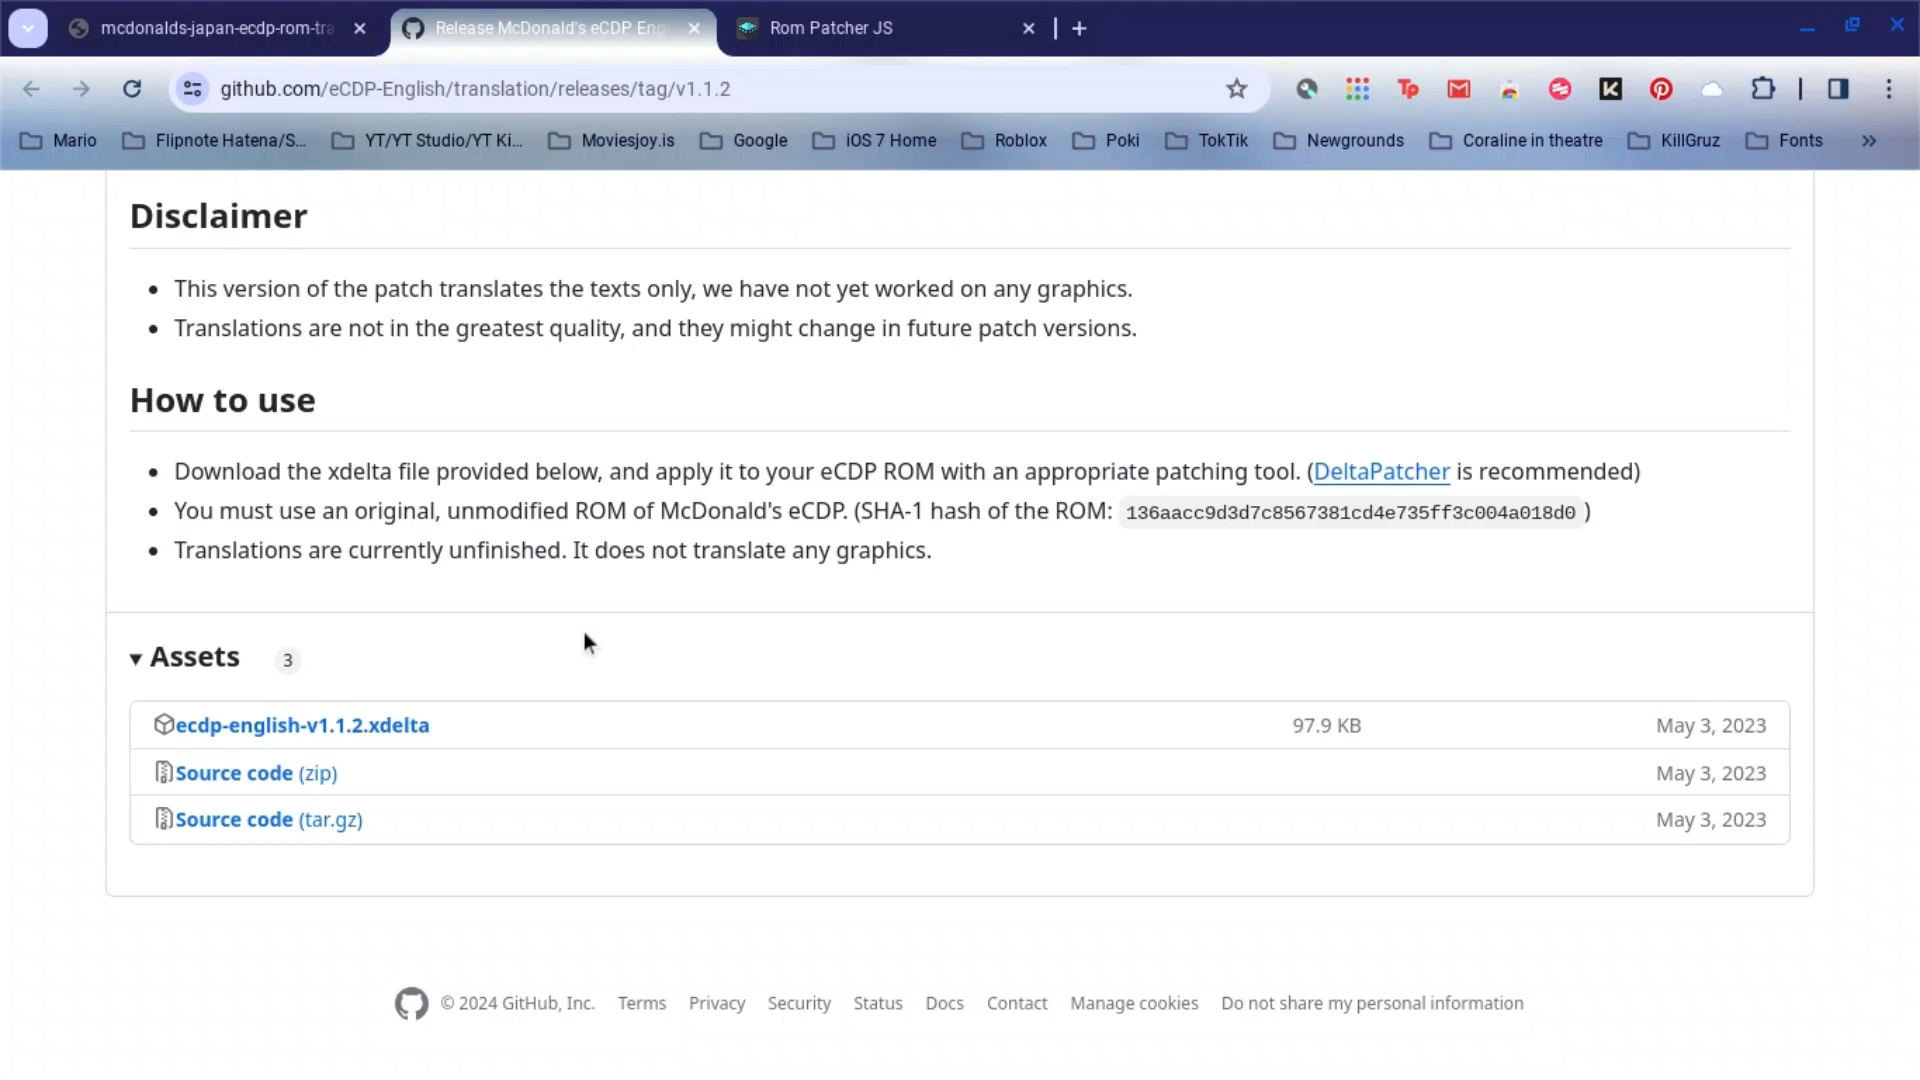 mcdonalds-japan-ecdp-rom-tra
Release McDonald's eCDP Eng
Rom Patcher JS
github.com/eCDP-English/translation/releases/tag/v1.1.2
Mario
Flipnote Hatena/S...
YT/YT Studio/YT Ki...
Moviesjoy.is
Google
iOS 7 Home
Roblox
Poki
TokTik
Newgrounds
Coraline in theatre
KillGruz
Fonts
Disclaimer
• This version of the patch translates the texts only, we have not yet worked on any graphics.
• Translations are not in the greatest quality, and they might change in future patch versions.
How to use
• Download the xdelta file provided below, and apply it to your eCDP ROM with an appropriate patching tool. (DeltaPatcher is recommended)
• You must use an original, unmodified ROM of McDonald's eCDP. (SHA-1 hash of the ROM: 136aacc9d3d7c8567381cd4e735ff3c004a018d0 )
• Translations are currently unfinished. It does not translate any graphics.
Assets 3
ecdp-english-v1.1.2.xdelta 97.9 KB May 3, 2023
Source code (zip) May 3, 2023
Source code (tar.gz) May 3, 2023
© 2024 GitHub, Inc. Terms Privacy Security Status Docs Contact Manage cookies Do not share my personal information